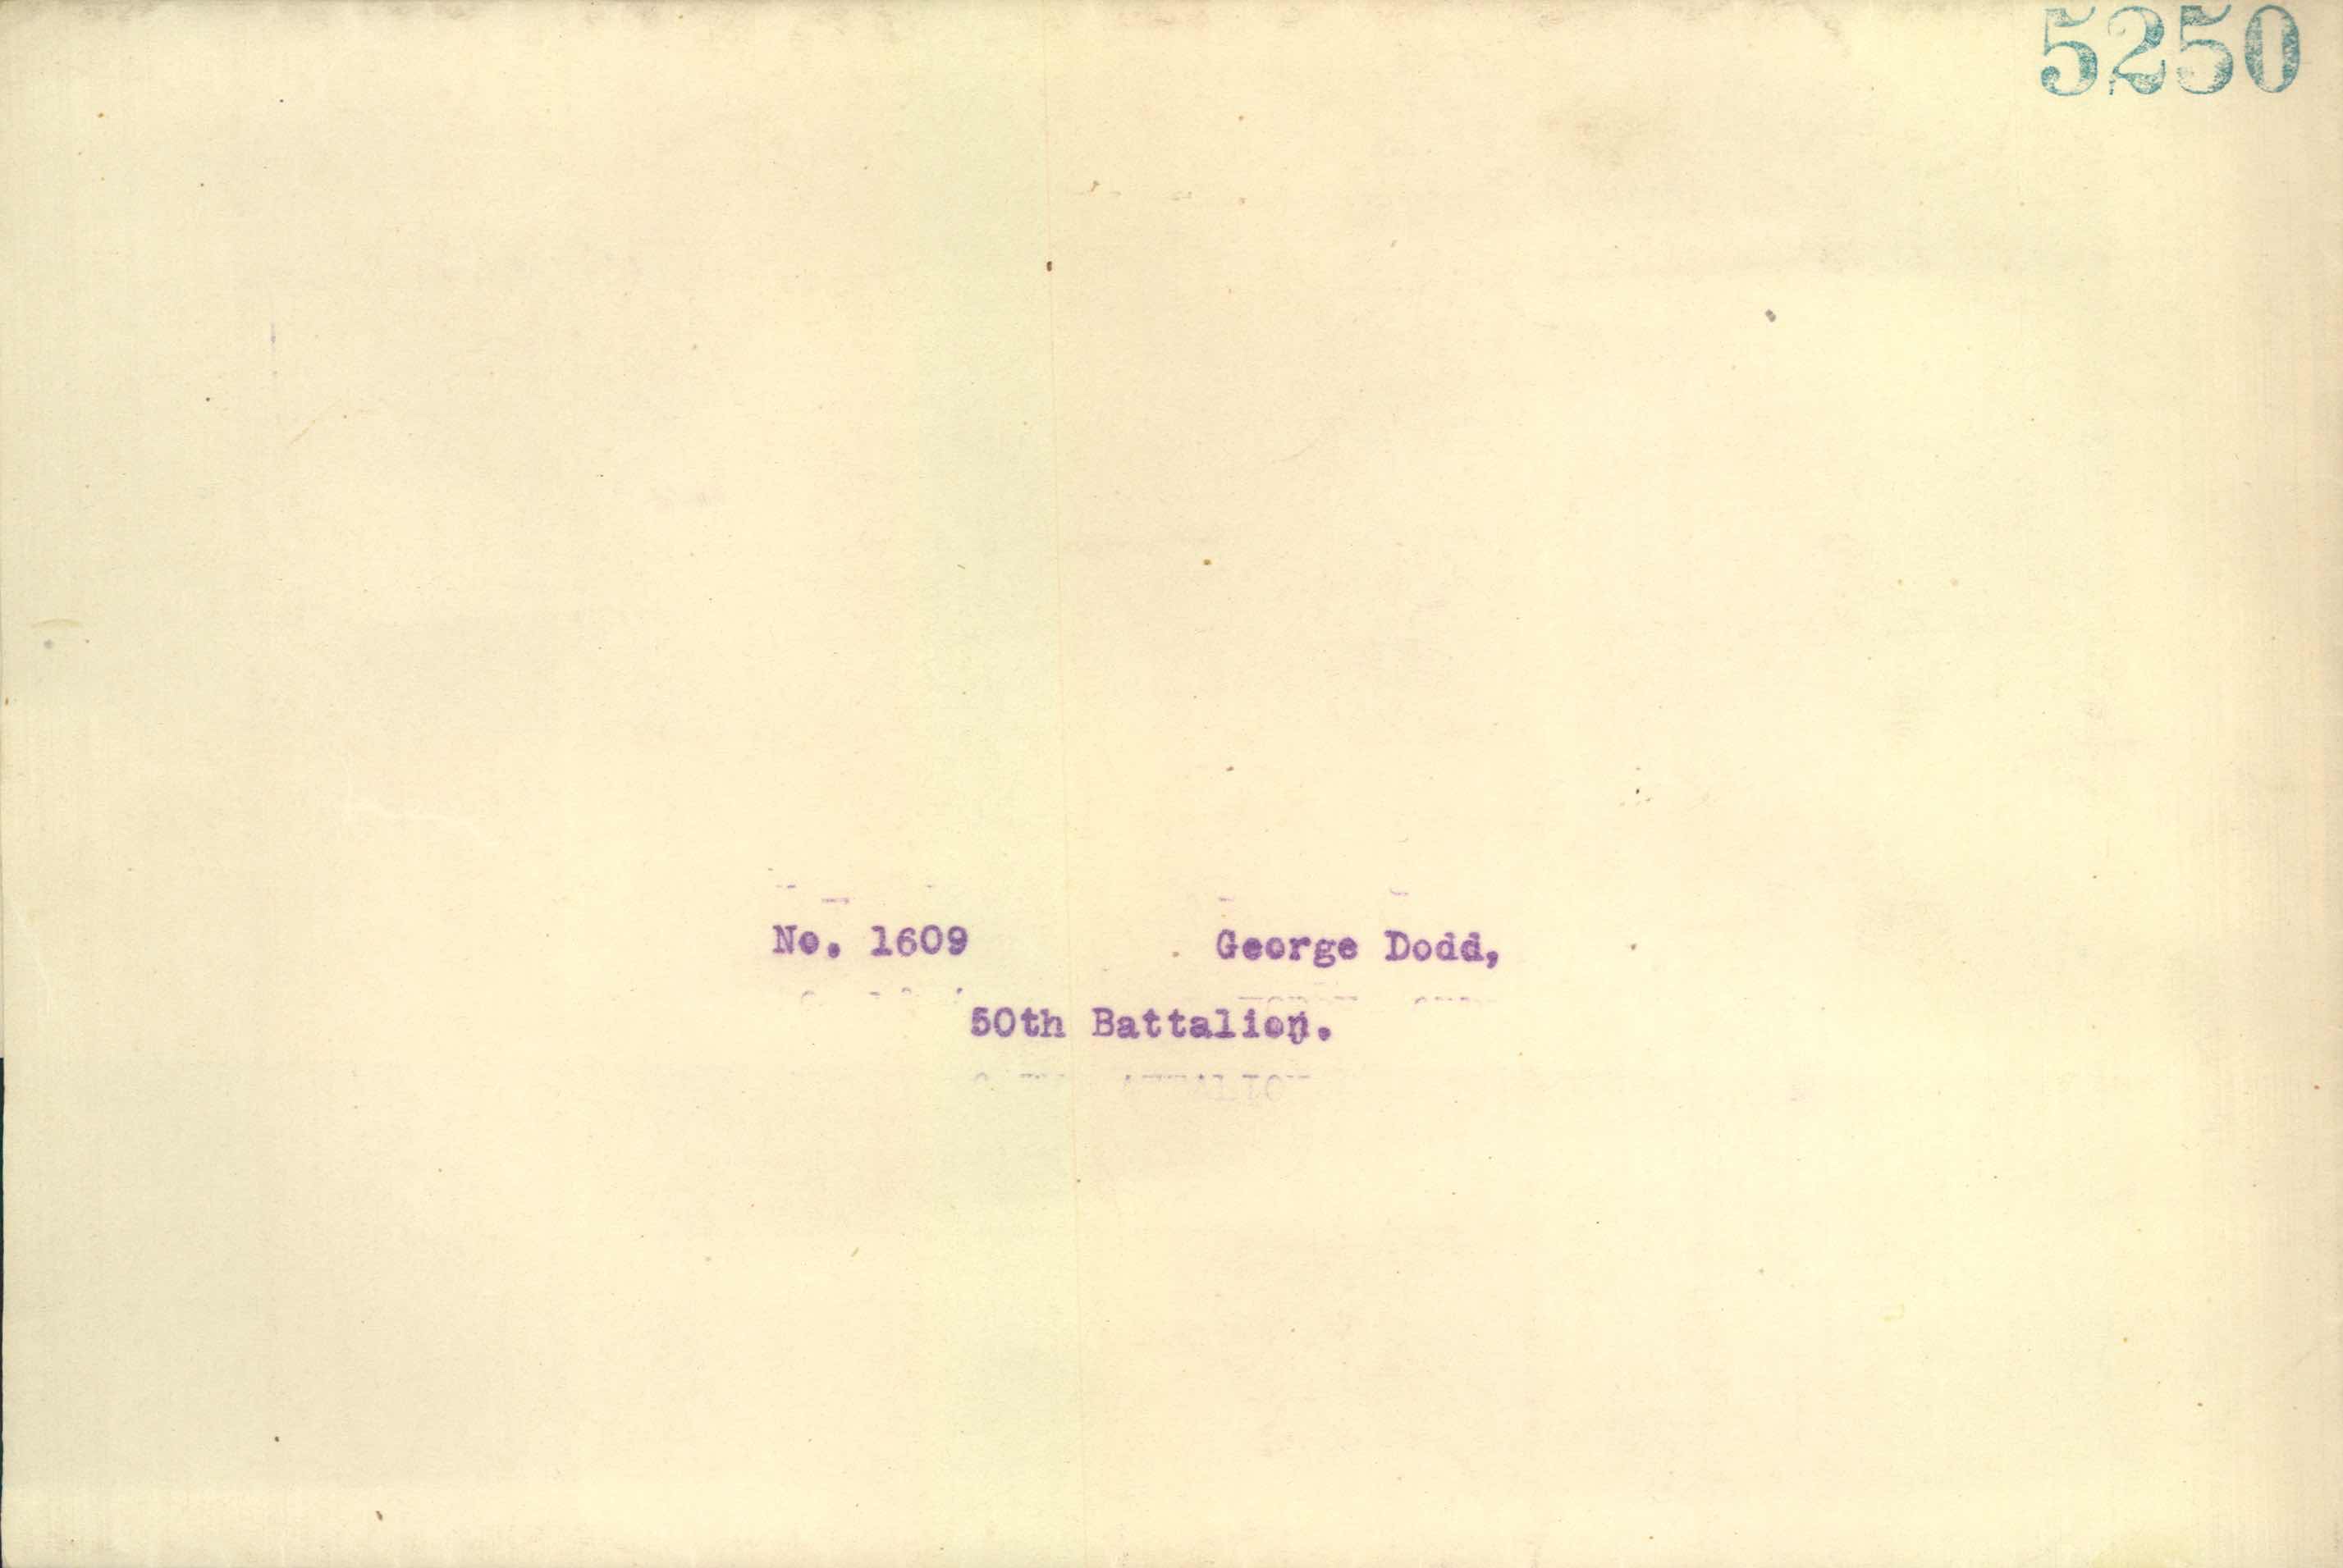 5250
No. 1609 George Dodd,
50th Battalion.